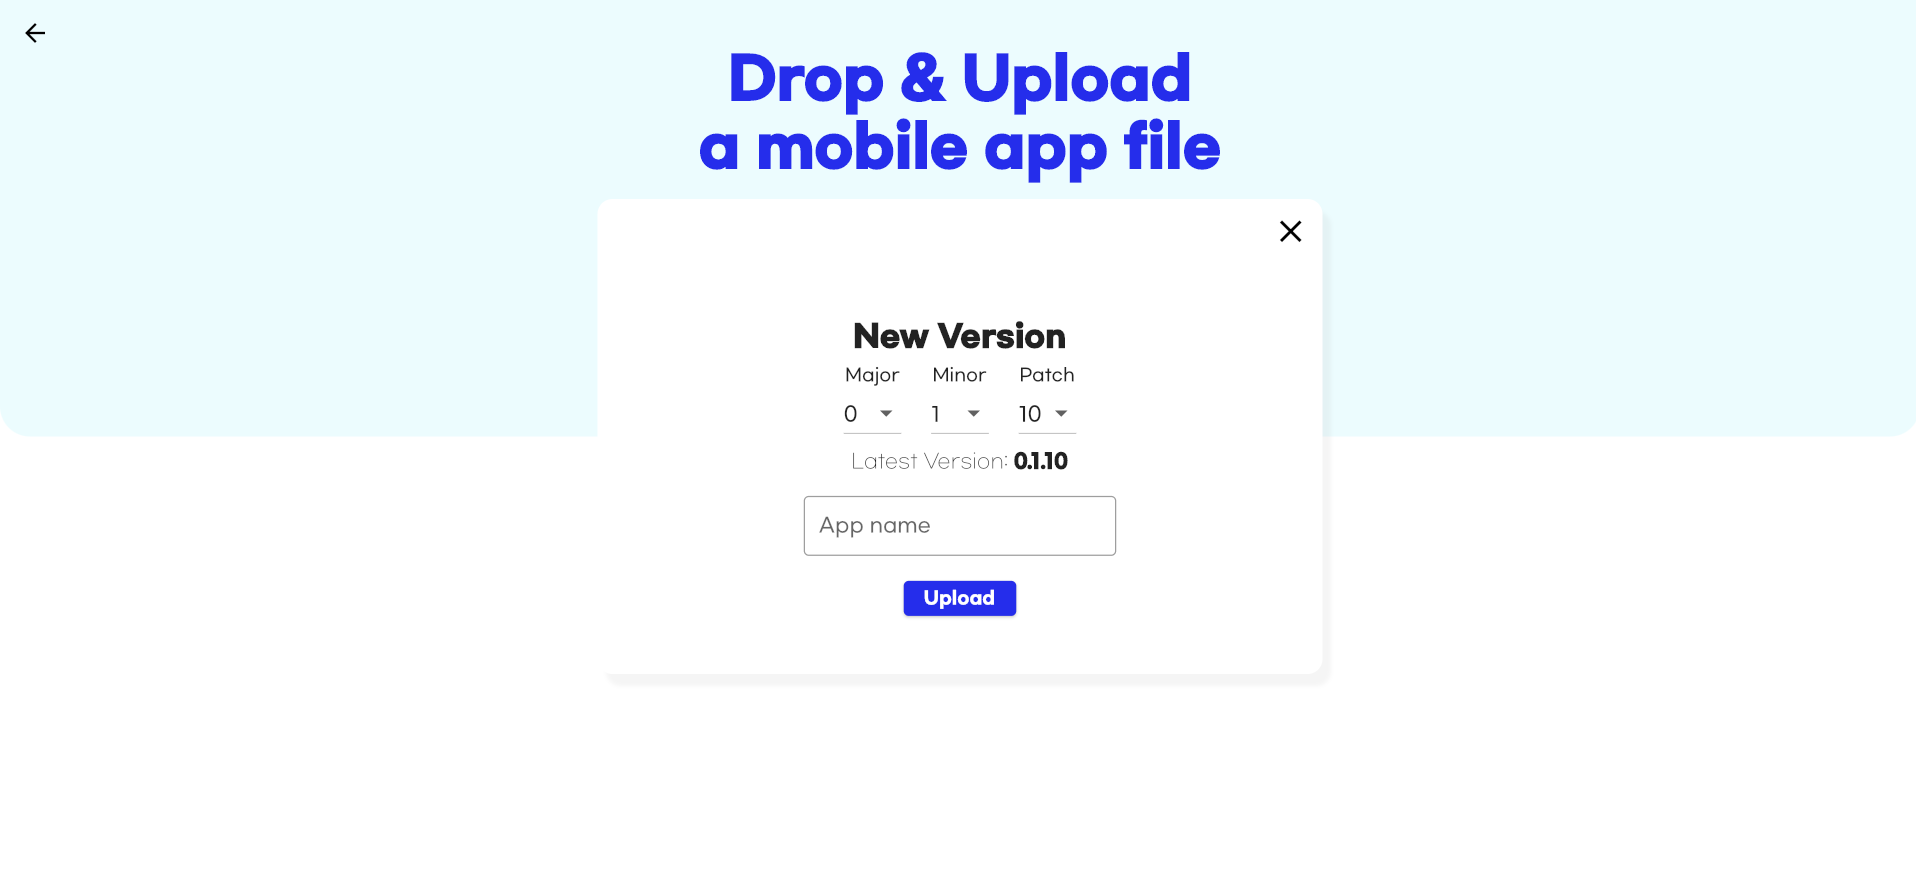 Drop & Upload
a mobile app file
New Version
Major Minor Patch
0 1 10
Latest Version: 0.1.10
App name
Upload